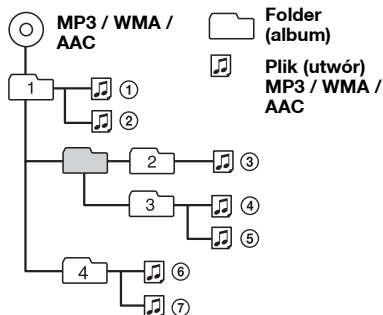 MP3 / WMA /
AAC
Folder
(album)
Plik (utwór)
MP3 / WMA /
AAC
1
①
②
2
③
3
④
⑤
4
⑥
⑦